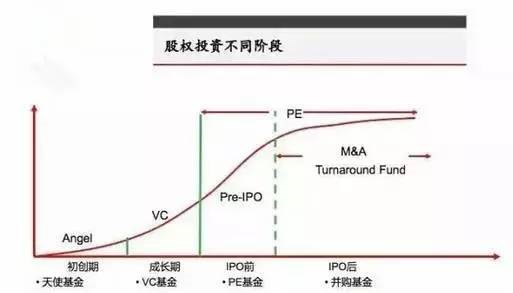 股权投资不同阶段
PE
M&A
Turnaround Fund
Pre-IPO
VC
Angel
初创期 成长期 IPO前 IPO后
•天使基金 •VC基金 •PE基金 •并购基金